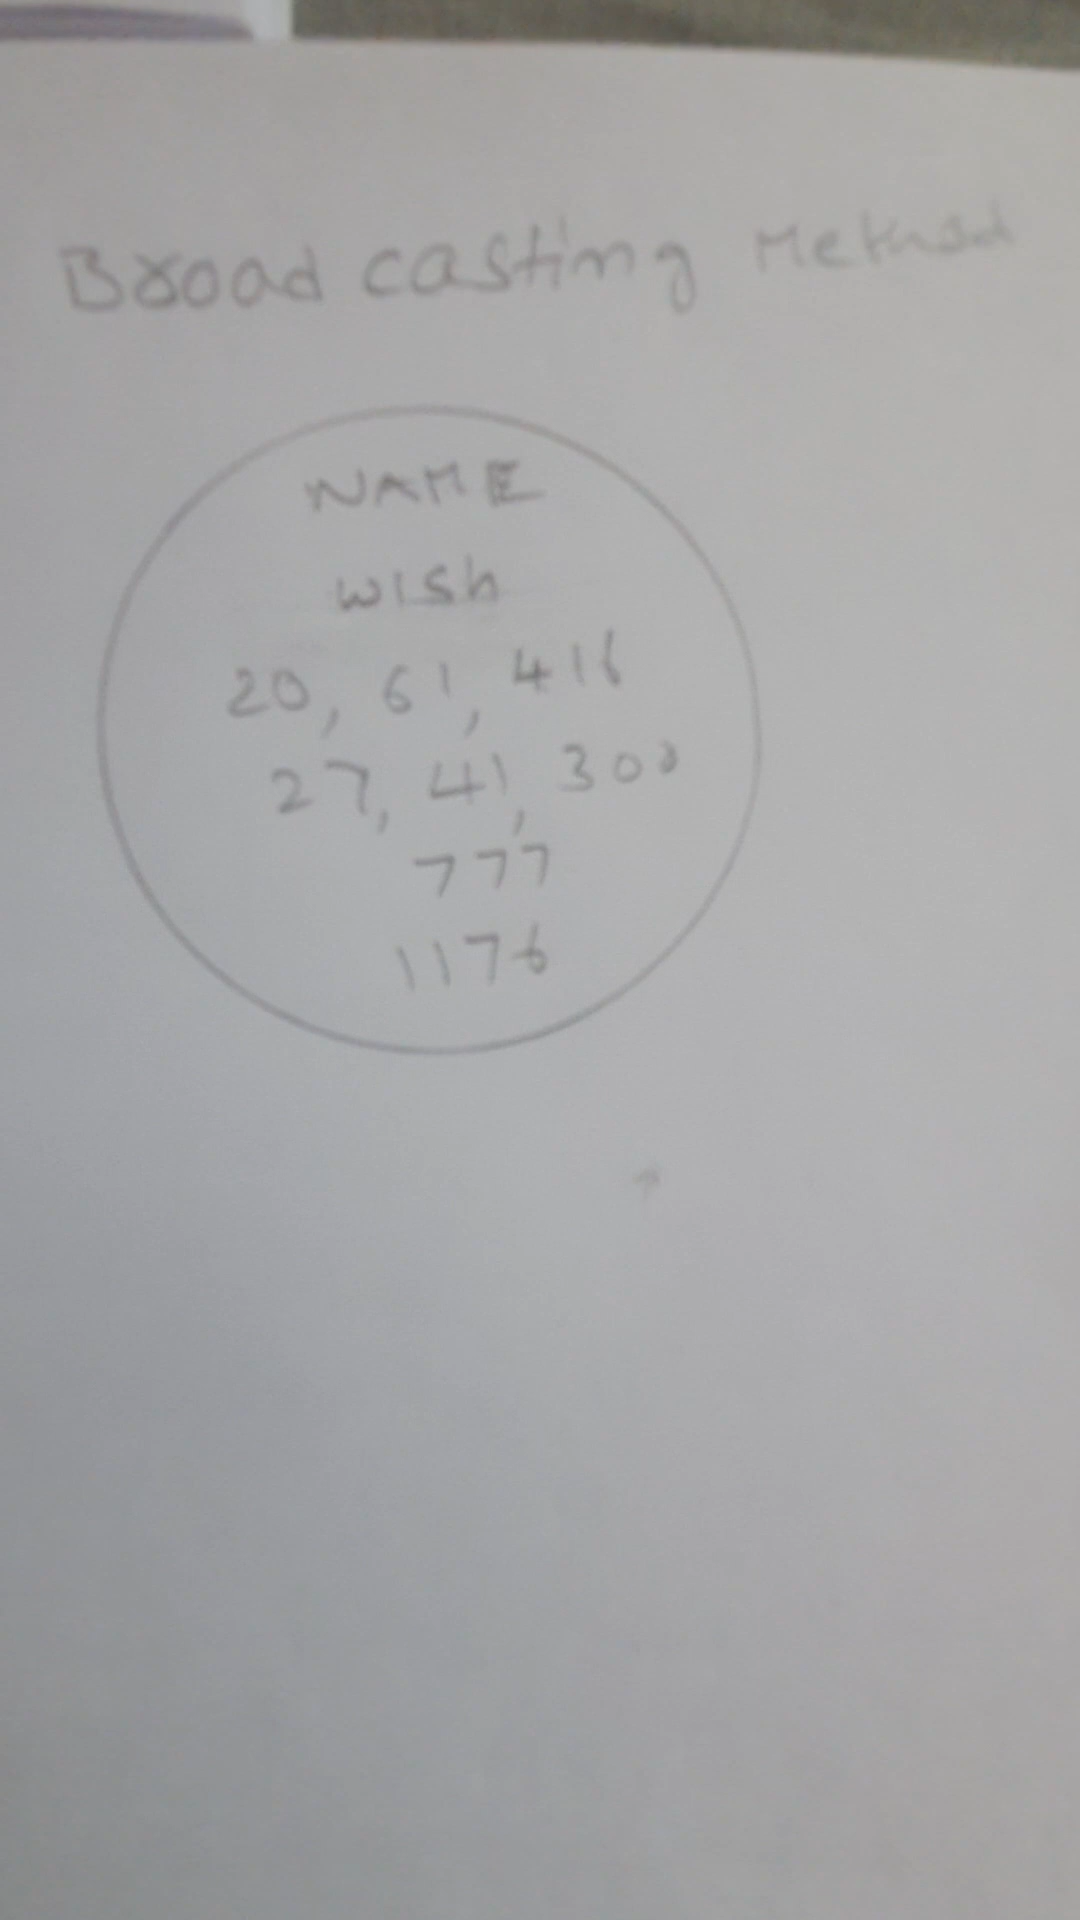 Broad casting Method
NAME
WISh
20, 61, 416
27, 41, 300
777
1176